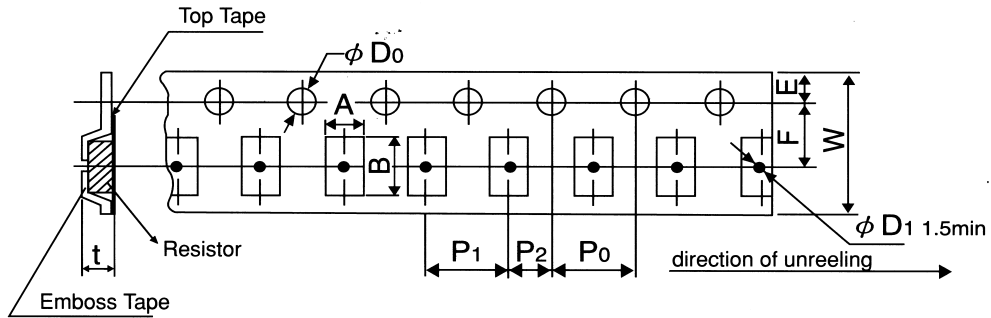 Top Tape
ϕ D0
A
E
B
F
W
t
Resistor
P1
P2
P0
ϕ D1 1.5min
direction of unreeling
Emboss Tape